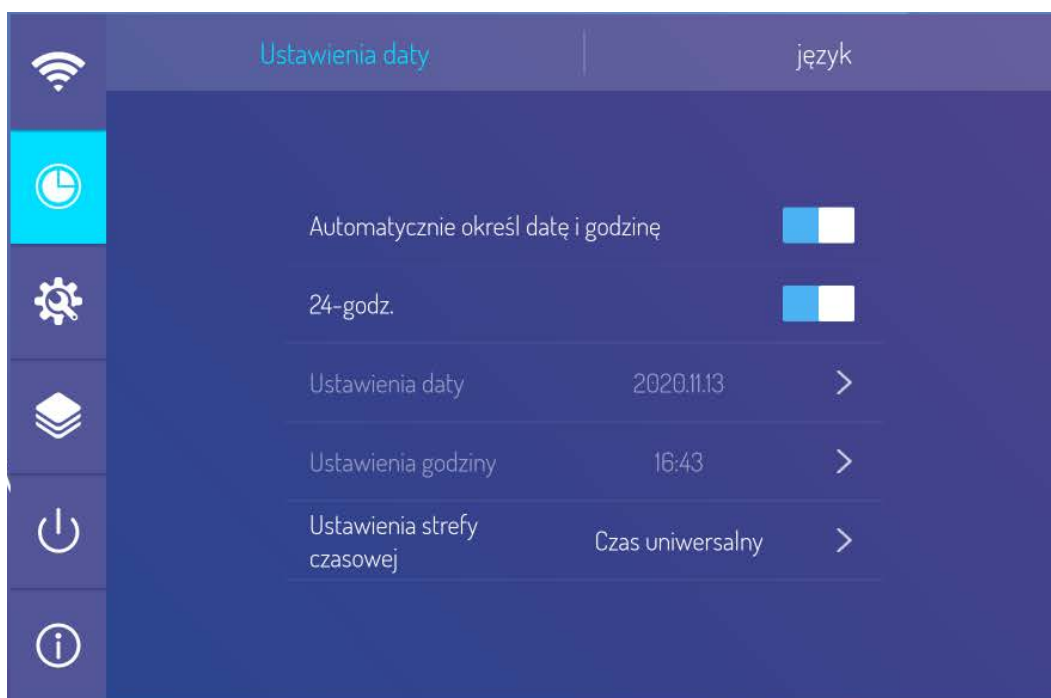 Ustawienia daty
język
Automatycznie określ datę i godzinę
24-godz.
Ustawienia daty
2020.11.13
Ustawienia godziny
16:43
Ustawienia strefy
czasowej
Czas uniwersalny